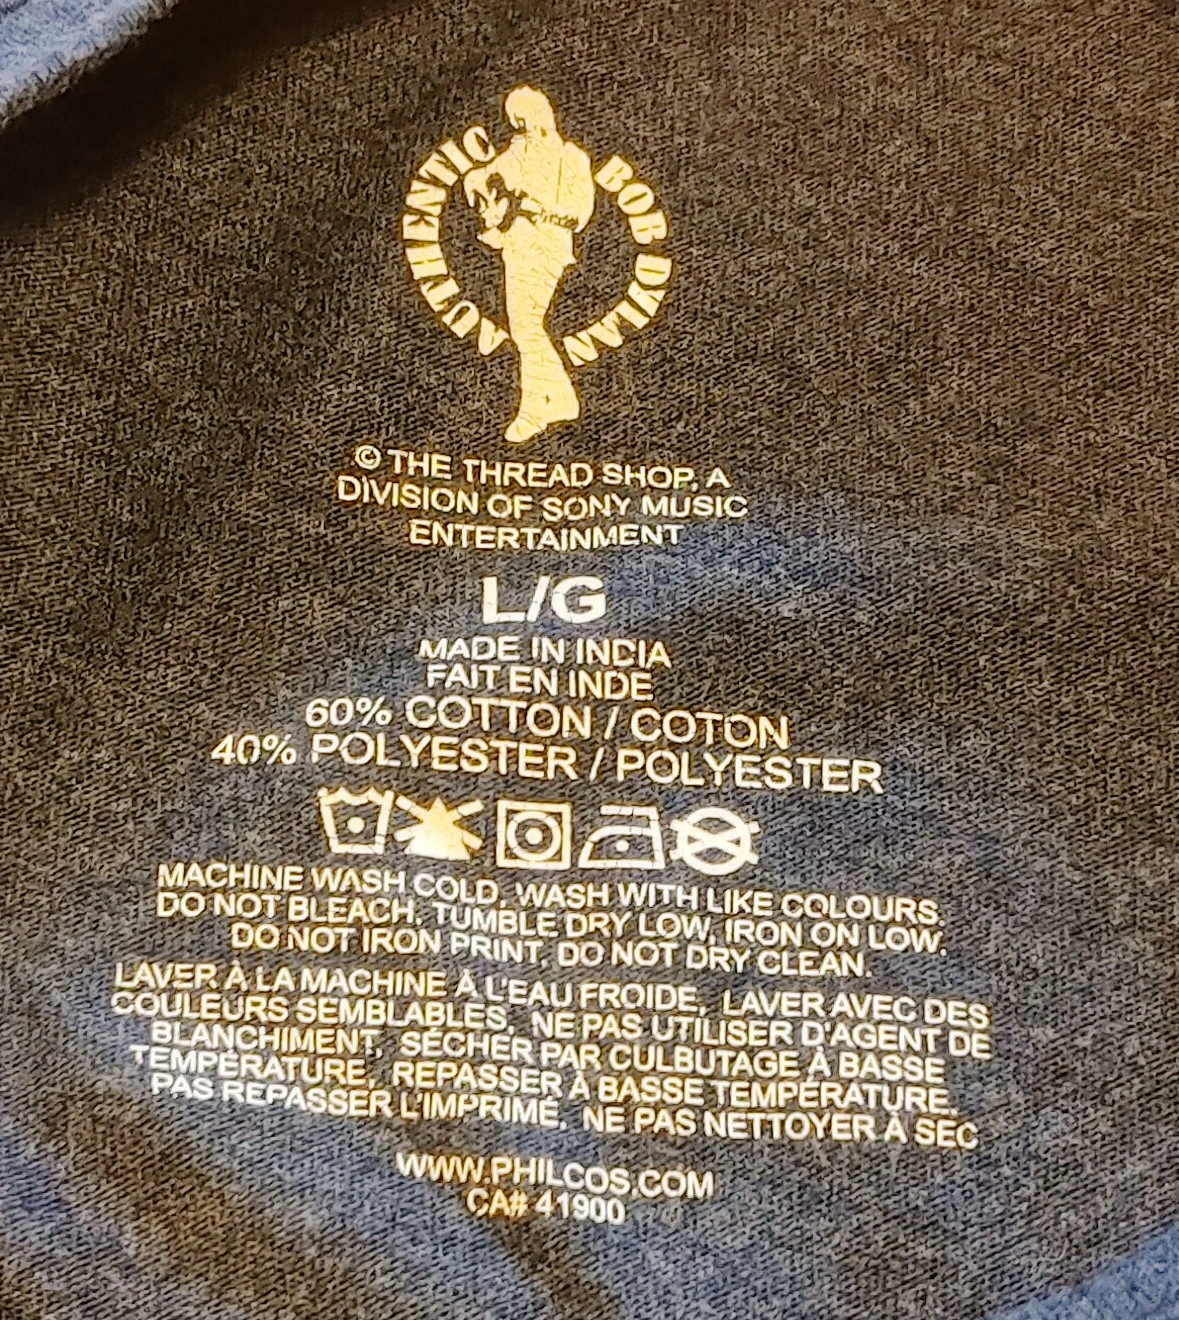 AUTHENTIC BOB DYLAN
© THE THREAD SHOP, A
DIVISION OF SONY MUSIC
ENTERTAINMENT
L/G
MADE IN INDIA
FAIT EN INDE
60% COTTON / COTON
40% POLYESTER / POLYESTER
MACHINE WASH COLD, WASH WITH LIKE COLOURS.
DO NOT BLEACH, TUMBLE DRY LOW, IRON ON LOW.
DO NOT IRON PRINT, DO NOT DRY CLEAN.
LAVER À LA MACHINE À L'EAU FROIDE, LAVER AVEC DES
COULEURS SEMBLABLES, NE PAS UTILISER D'AGENT DE
BLANCHIMENT, SÉCHER PAR CULBUTAGE À BASSE
TEMPÉRATURE, REPASSER À BASSE TEMPÉRATURE.
PAS REPASSER L'IMPRIMÉ. NE PAS NETTOYER À SEC
WWW.PHILCOS.COM
CA# 41900